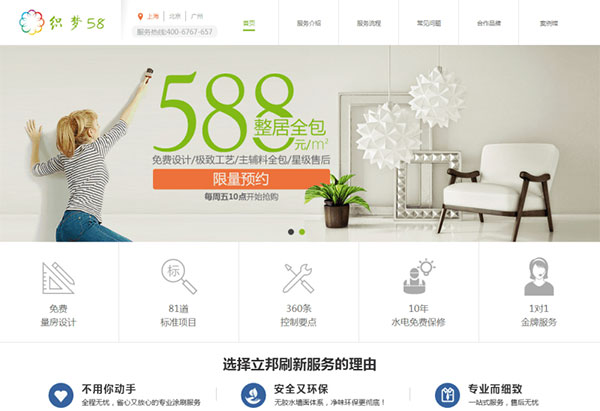 织梦58
上海 北京 广州
服务热线:400-6767-657
首页 服务介绍 服务流程 常见问题 合作品牌 案例馆
588
整居全包
元/m²
免费设计/极致工艺/主辅料全包/星级售后
限量预约
每周五10点开始抢购
标
免费
量房设计
81道
标准项目
360条
控制要点
10年
水电免费保修
1对1
金牌服务
选择立邦刷新服务的理由
不用你动手
全程无忧，省心又放心的专业涂刷服务
安全又环保
无胶水墙面体系，净味环保更彻底！
专业而细致
一站式服务，售后无忧